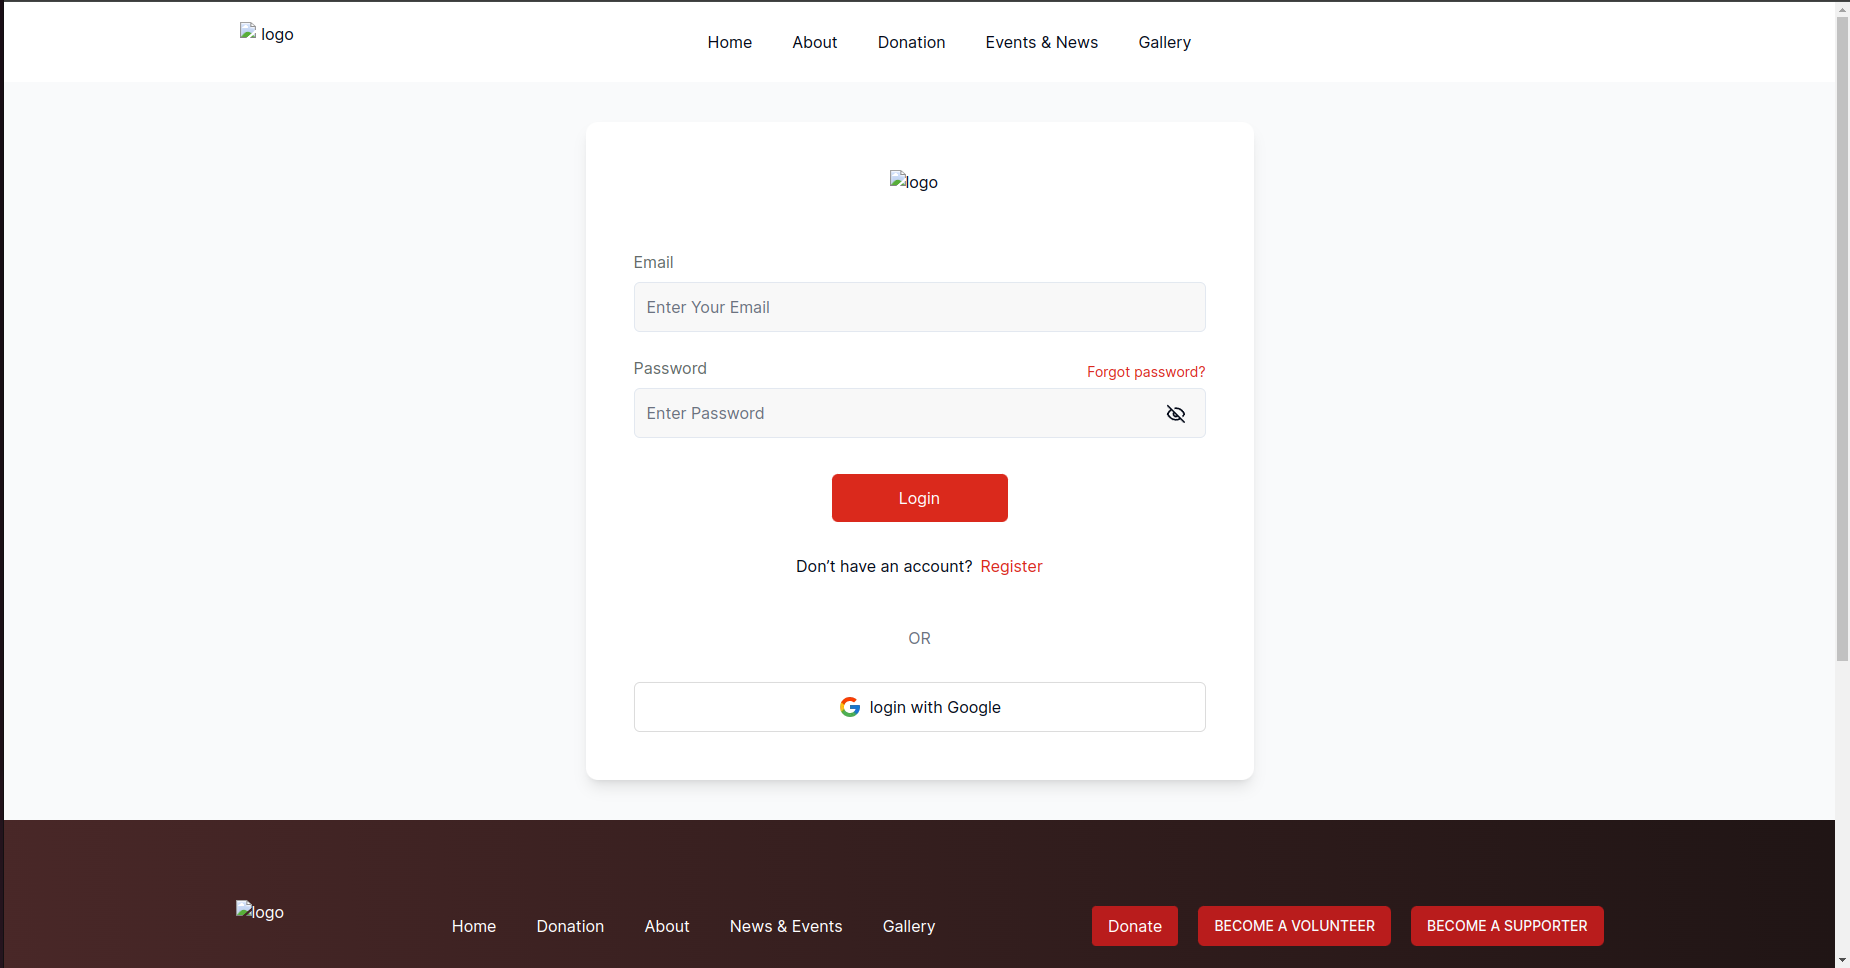 logo
Home About Donation Events & News Gallery
logo
Email
Enter Your Email
Password Forgot password?
Enter Password
Login
Don’t have an account? Register
OR
login with Google
logo
Home Donation About News & Events Gallery Donate BECOME A VOLUNTEER BECOME A SUPPORTER